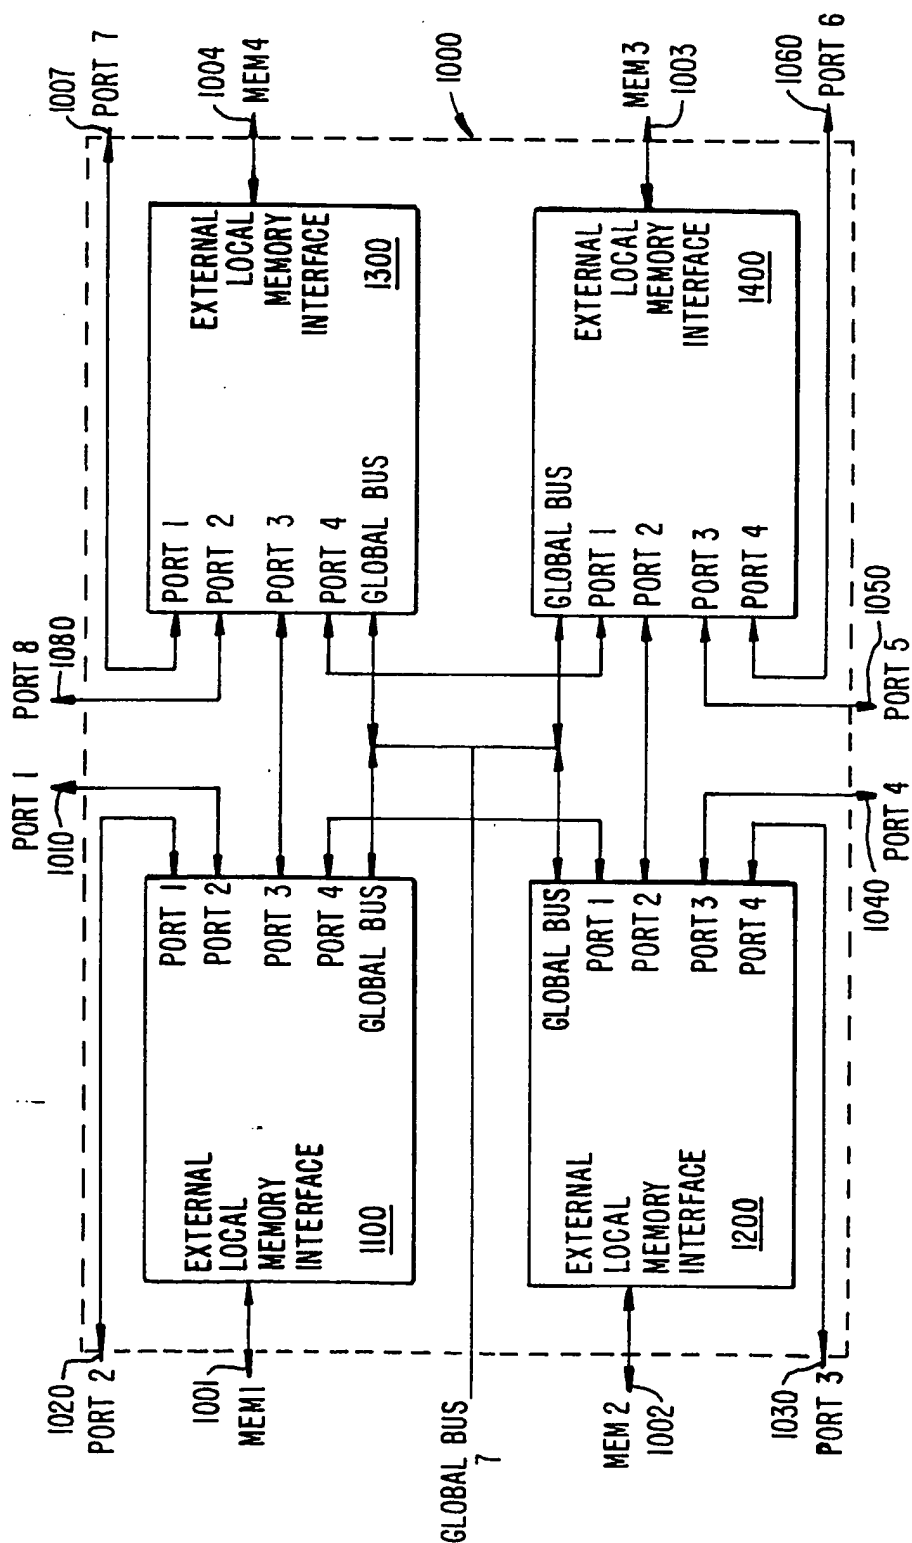 1020
PORT 2
1001
MEM1
GLOBAL BUS
7
MEM 2
1002
1030
PORT 3
PORT 1
1010
PORT 8
1080
1007
PORT 7
1004
MEM4
1000
MEM3
1003
1060
PORT 6
EXTERNAL
LOCAL
MEMORY
INTERFACE
1100
PORT 1
PORT 2
PORT 3
PORT 4
GLOBAL BUS
PORT 1
PORT 2
PORT 3
PORT 4
GLOBAL BUS
EXTERNAL
LOCAL
MEMORY
INTERFACE
1300
EXTERNAL
LOCAL
MEMORY
INTERFACE
1200
GLOBAL BUS
PORT 1
PORT 2
PORT 3
PORT 4
GLOBAL BUS
PORT 1
PORT 2
PORT 3
PORT 4
EXTERNAL
LOCAL
MEMORY
INTERFACE
1400
1040
PORT 4
1050
PORT 5